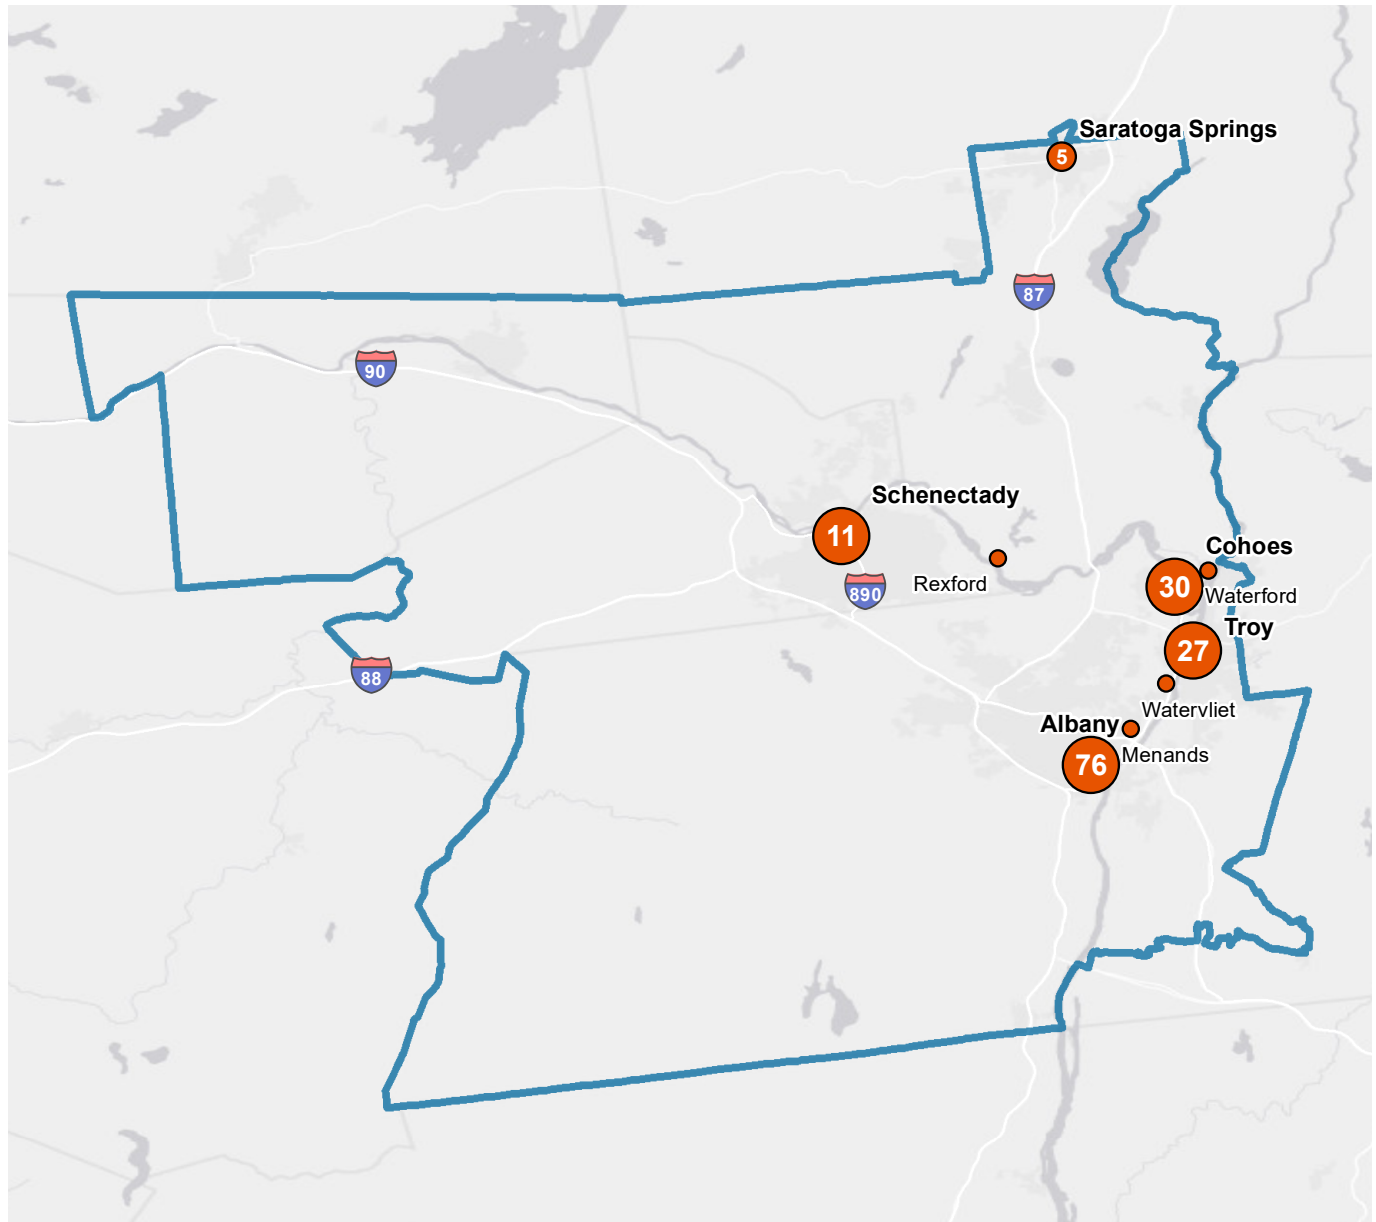 Saratoga Springs
5
87
90
Schenectady
11
Rexford
890
Cohoes
30
Waterford
Troy
27
88
Watervliet
Albany
Menands
76